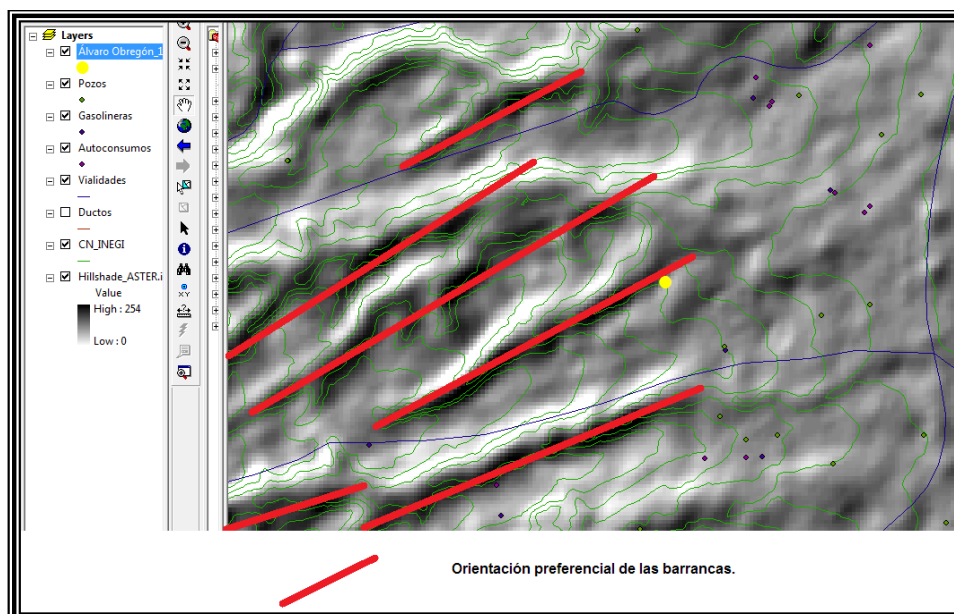 Layers
Álvaro Obregón_1
Pozos
Gasolineras
Autoconsumos
Vialidades
Ductos
CN_INEGI
Hillshade_ASTER.i
Value
High : 254
Low : 0
XY
Orientación preferencial de las barrancas.